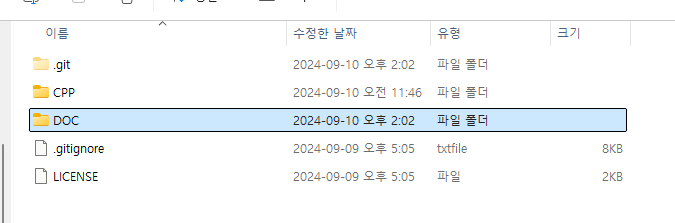 이름 수정한 날짜 유형 크기
.git 2024-09-10 오후 2:02 파일 폴더
CPP 2024-09-10 오전 11:46 파일 폴더
DOC 2024-09-10 오후 2:02 파일 폴더
.gitignore 2024-09-09 오후 5:05 txtfile 8KB
LICENSE 2024-09-09 오후 5:05 파일 2KB